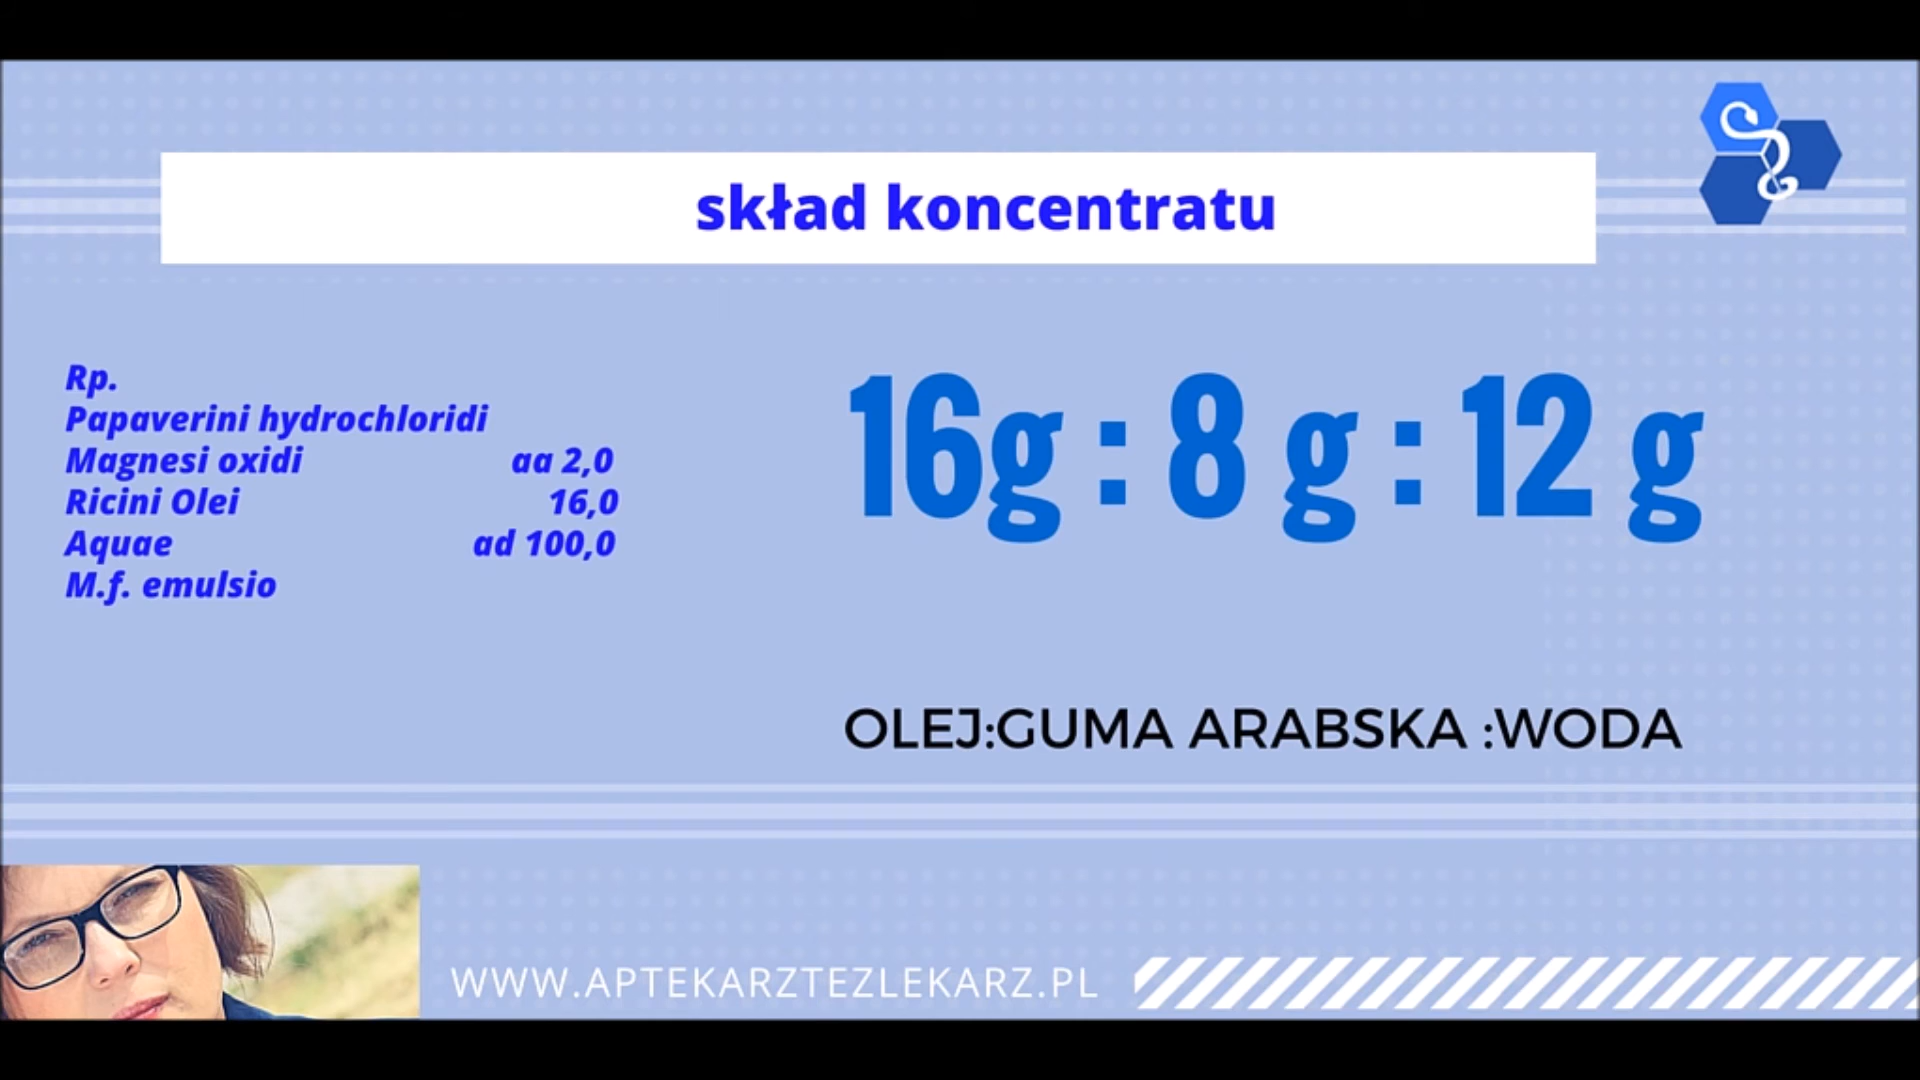 skład koncentratu
Rp.
Papaverini hydrochloridi
Magnesi oxidi aa 2,0
Ricini Olei 16,0
Aquae ad 100,0
M.f. emulsio
16g : 8 g : 12 g
OLEJ:GUMA ARABSKA :WODA
WWW.APTEKARZTEZLEKARZ.PL